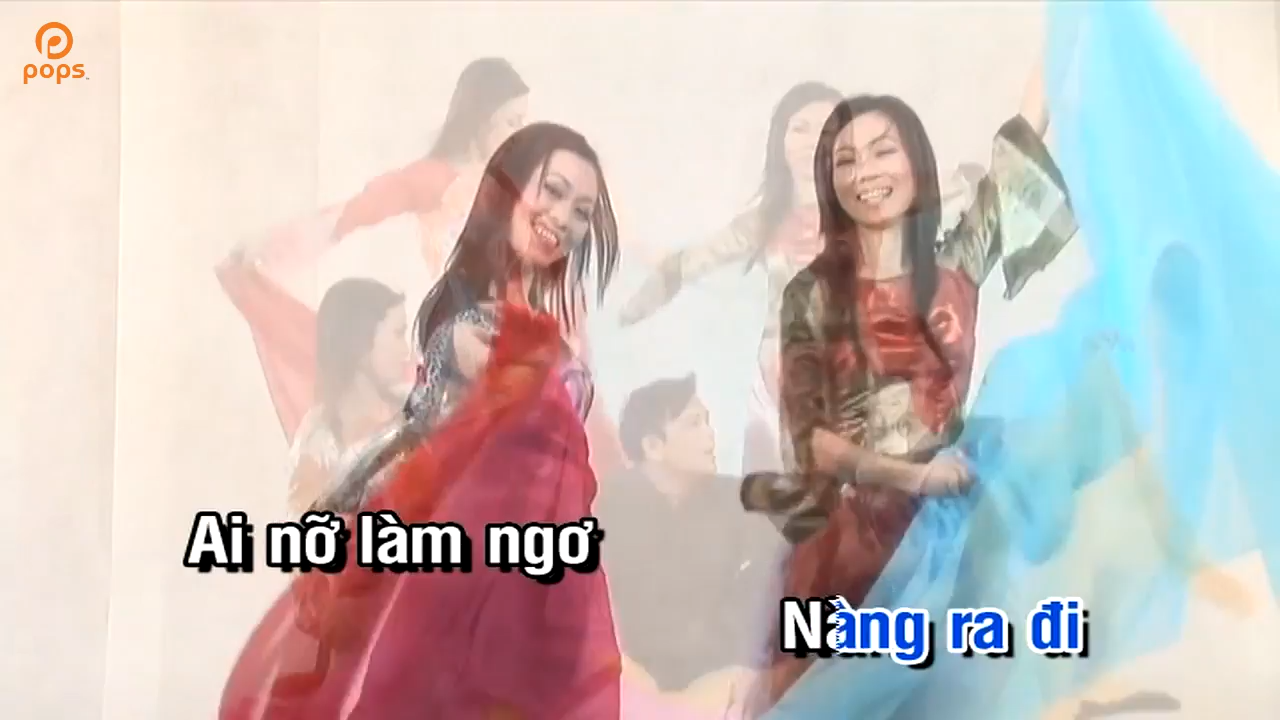 pops
Ai nỡ làm ngơ
Nàng ra đi